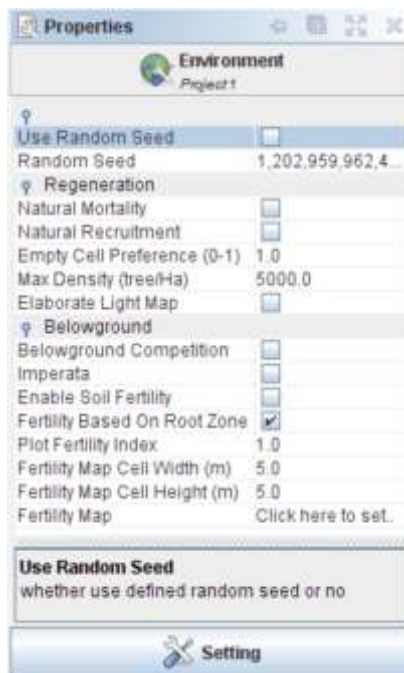 Properties
Environment
Project1
Use Random Seed
Random Seed 1,202,959,962,4...
Regeneration
Natural Mortality
Natural Recruitment
Empty Cell Preference (0-1) 1.0
Max Density (tree/Ha) 5000.0
Elaborate Light Map
Belowground
Belowground Competition
Imperata
Enable Soil Fertility
Fertility Based On Root Zone
Plot Fertility Index 1.0
Fertility Map Cell Width (m) 5.0
Fertility Map Cell Height (m) 5.0
Fertility Map Click here to set..
Use Random Seed
whether use defined random seed or no
Setting